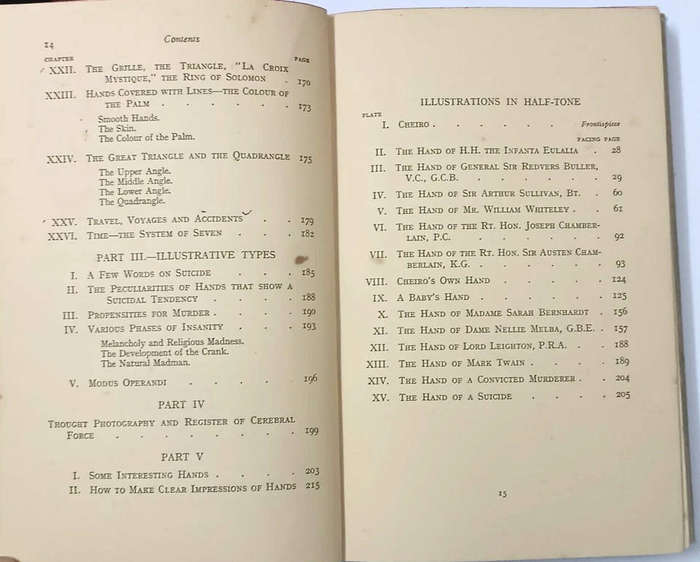 14 Contents
CHAPTER PAGE
XXII. The Grille, the Triangle, "La Croix
Mystique," the Ring of Solomon . 170
XXIII. Hands Covered with Lines—The Colour of
the Palm . . . . . . 173
Smooth Hands.
The Skin.
The Colour of the Palm.
XXIV. The Great Triangle and the Quadrangle 175
The Upper Angle.
The Middle Angle.
The Lower Angle.
The Quadrangle.
XXV. Travel, Voyages and Accidents . . 179
XXVI. Time—The System of Seven . . 182
PART III.—ILLUSTRATIVE TYPES
I. A Few Words on Suicide . . . 185
II. The Peculiarities of Hands that show a
Suicidal Tendency . . . . 188
III. Propensities for Murder . . . 190
IV. Various Phases of Insanity . . 193
Melancholy and Religious Madness.
The Development of the Crank.
The Natural Madman.
V. Modus Operandi . . . . . 196
PART IV
Thought Photography and Register of Cerebral
Force . . . . . . . . 199
PART V
I. Some Interesting Hands . . . . 203
II. How to Make Clear Impressions of Hands 215
ILLUSTRATIONS IN HALF-TONE
PLATE
I. Cheiro . . . . . . Frontispiece
FACING PAGE
II. The Hand of H.H. the Infanta Eulalia . 28
III. The Hand of General Sir Redvers Buller,
V.C., G.C.B. . . . . . . 29
IV. The Hand of Sir Arthur Sullivan, Bt. . 60
V. The Hand of Mr. William Whiteley . . 61
VI. The Hand of the Rt. Hon. Joseph Chamber-
lain, P.C. . . . . . . 92
VII. The Hand of the Rt. Hon. Sir Austen Cham-
berlain, K.G. . . . . . . 93
VIII. Cheiro's Own Hand . . . . 124
IX. A Baby's Hand . . . . . 125
X. The Hand of Madame Sarah Bernhardt . 156
XI. The Hand of Dame Nellie Melba, G.B.E. . 157
XII. The Hand of Lord Leighton, P.R.A. . . 188
XIII. The Hand of Mark Twain . . . 189
XIV. The Hand of a Convicted Murderer . . 204
XV. The Hand of a Suicide . . . . 205
15